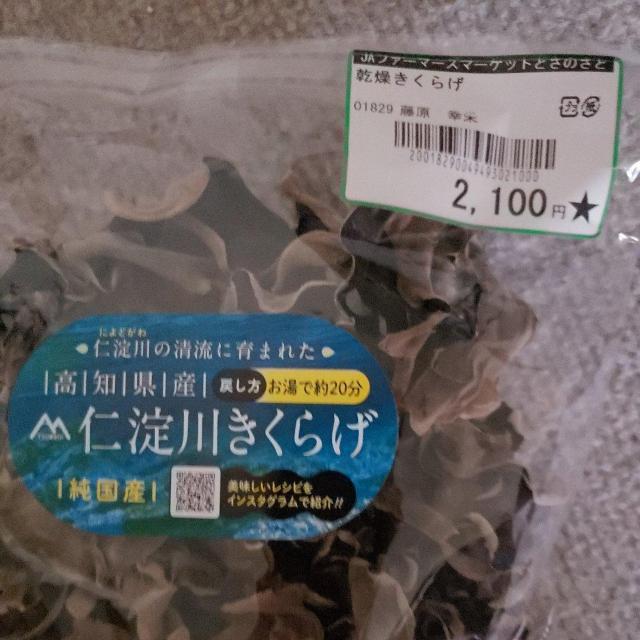 JAファーマーズマーケットとさのさと
乾燥きくらげ
01829 藤原 幸栄
2,100円★
によどがわ
仁淀川の清流に育まれた
高知県産
戻し方 お湯で約20分
仁淀川きくらげ
純国産
美味しいレシピを
インスタグラムで紹介!!